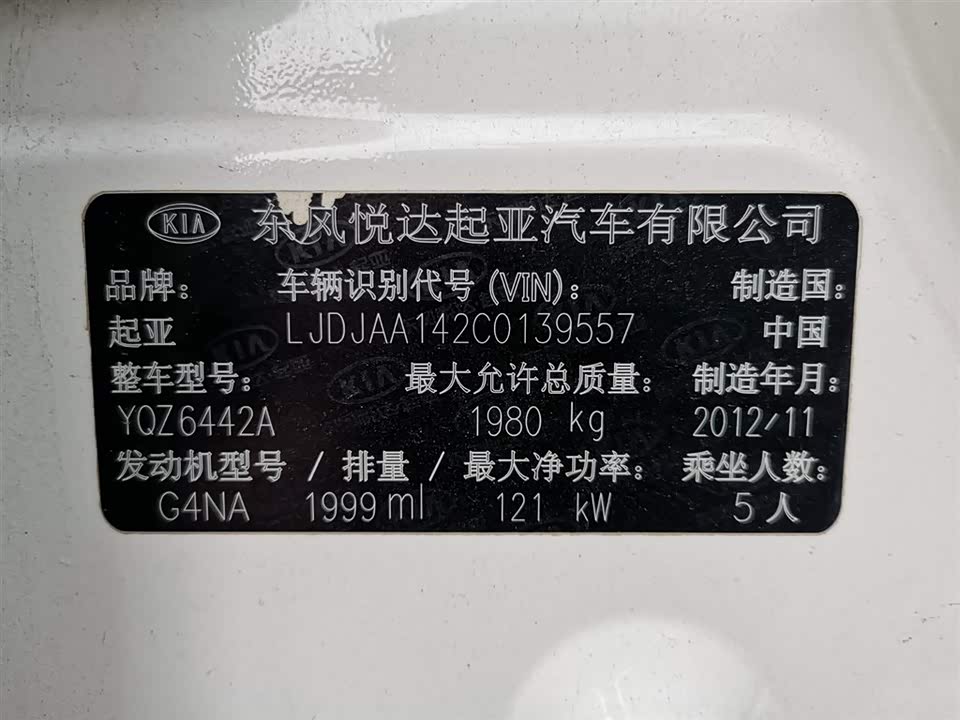 KIA 东风悦达起亚汽车有限公司
品牌: 车辆识别代号(VIN): 制造国:
起亚 LJDJAA142C0139557 中国
整车型号: 最大允许总质量: 制造年月:
YQZ6442A 1980 kg 2012/11
发动机型号 / 排量 / 最大净功率: 乘坐人数:
G4NA 1999ml 121 kW 5人